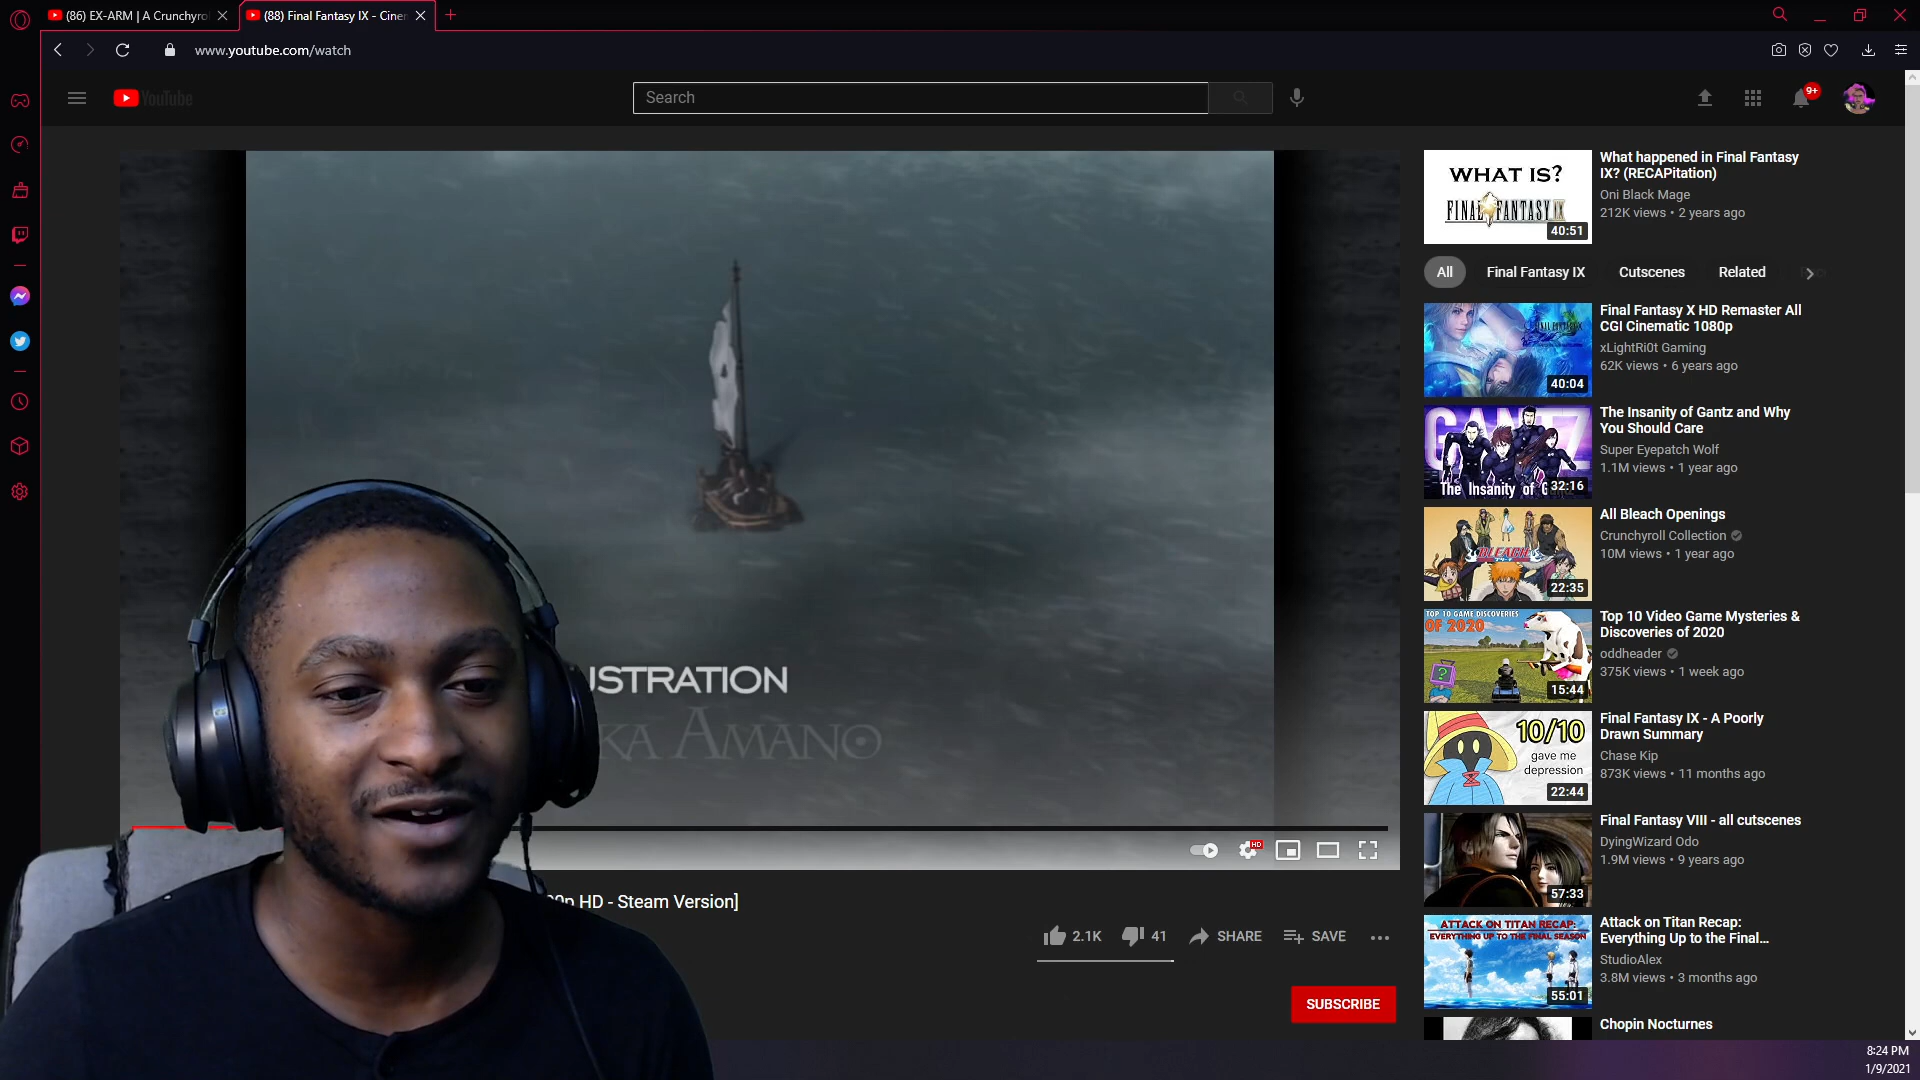 (86) EX-ARM | A Crunchyro
(88) Final Fantasy IX - Ciner
www.youtube.com/watch
YouTube
Search
9+
USTRATION
KA AMANO
HD
0p HD - Steam Version]
2.1K
41
SHARE
SAVE
SUBSCRIBE
WHAT IS?
FINAL FANTASY IX
40:51
What happened in Final Fantasy
IX? (RECAPitation)
Oni Black Mage
212K views • 2 years ago
All
Final Fantasy IX
Cutscenes
Related
40:04
Final Fantasy X HD Remaster All
CGI Cinematic 1080p
xLightRi0t Gaming
62K views • 6 years ago
GANTZ
The Insanity of G
32:16
The Insanity of Gantz and Why
You Should Care
Super Eyepatch Wolf
1.1M views • 1 year ago
BLEACH
22:35
All Bleach Openings
Crunchyroll Collection
10M views • 1 year ago
TOP 10 GAME DISCOVERIES
OF 2020
?
15:44
Top 10 Video Game Mysteries &
Discoveries of 2020
oddheader
375K views • 1 week ago
10/10
gave me
depression
22:44
Final Fantasy IX - A Poorly
Drawn Summary
Chase Kip
873K views • 11 months ago
57:33
Final Fantasy VIII - all cutscenes
DyingWizard Odo
1.9M views • 9 years ago
ATTACK ON TITAN RECAP:
EVERYTHING UP TO THE FINAL SEASON
55:01
Attack on Titan Recap:
Everything Up to the Final...
StudioAlex
3.8M views • 3 months ago
Chopin Nocturnes
8:24 PM
1/9/2021